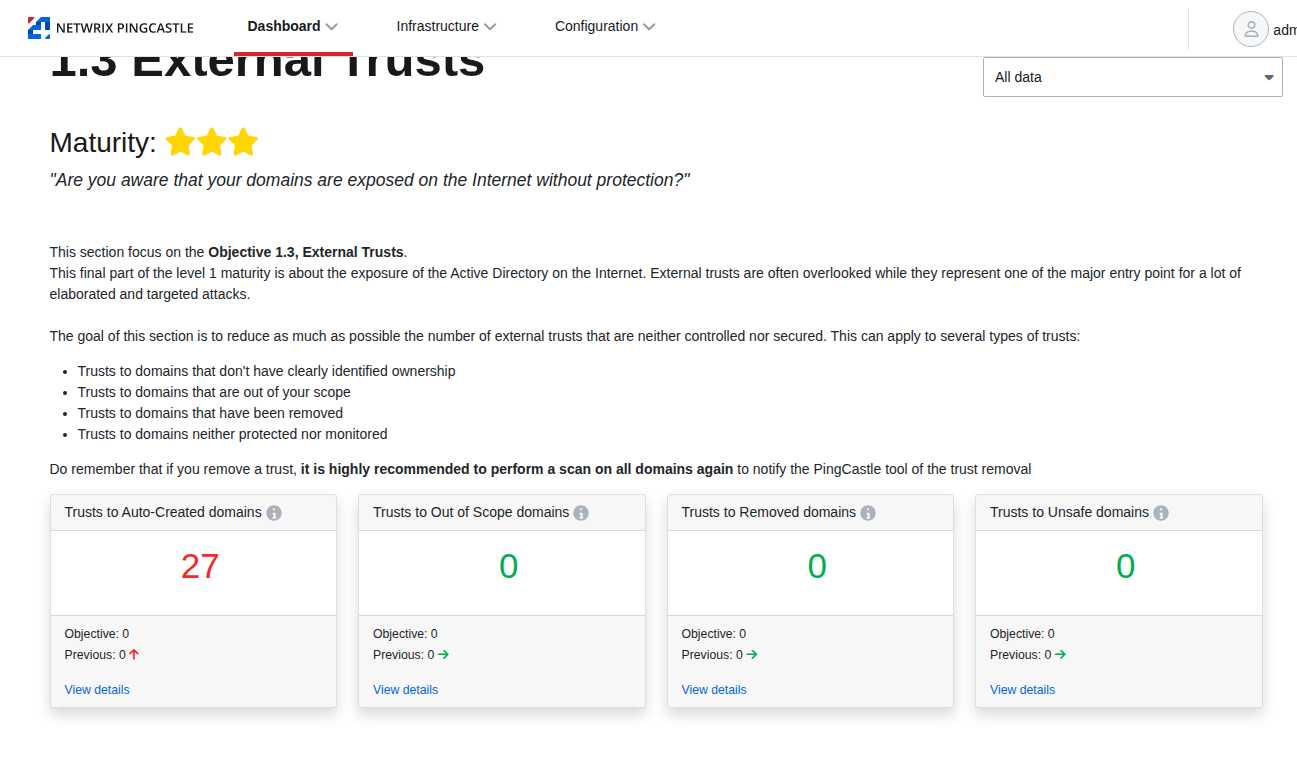 NETWRIX PINGCASTLE Dashboard Infrastructure Configuration adm
1.3 External Trusts
All data
Maturity:
"Are you aware that your domains are exposed on the Internet without protection?"
This section focus on the Objective 1.3, External Trusts.
This final part of the level 1 maturity is about the exposure of the Active Directory on the Internet. External trusts are often overlooked while they represent one of the major entry point for a lot of
elaborated and targeted attacks.
The goal of this section is to reduce as much as possible the number of external trusts that are neither controlled nor secured. This can apply to several types of trusts:
• Trusts to domains that don't have clearly identified ownership
• Trusts to domains that are out of your scope
• Trusts to domains that have been removed
• Trusts to domains neither protected nor monitored
Do remember that if you remove a trust, it is highly recommended to perform a scan on all domains again to notify the PingCastle tool of the trust removal
Trusts to Auto-Created domains
27
Objective: 0
Previous: 0
View details
Trusts to Out of Scope domains
0
Objective: 0
Previous: 0
View details
Trusts to Removed domains
0
Objective: 0
Previous: 0
View details
Trusts to Unsafe domains
0
Objective: 0
Previous: 0
View details